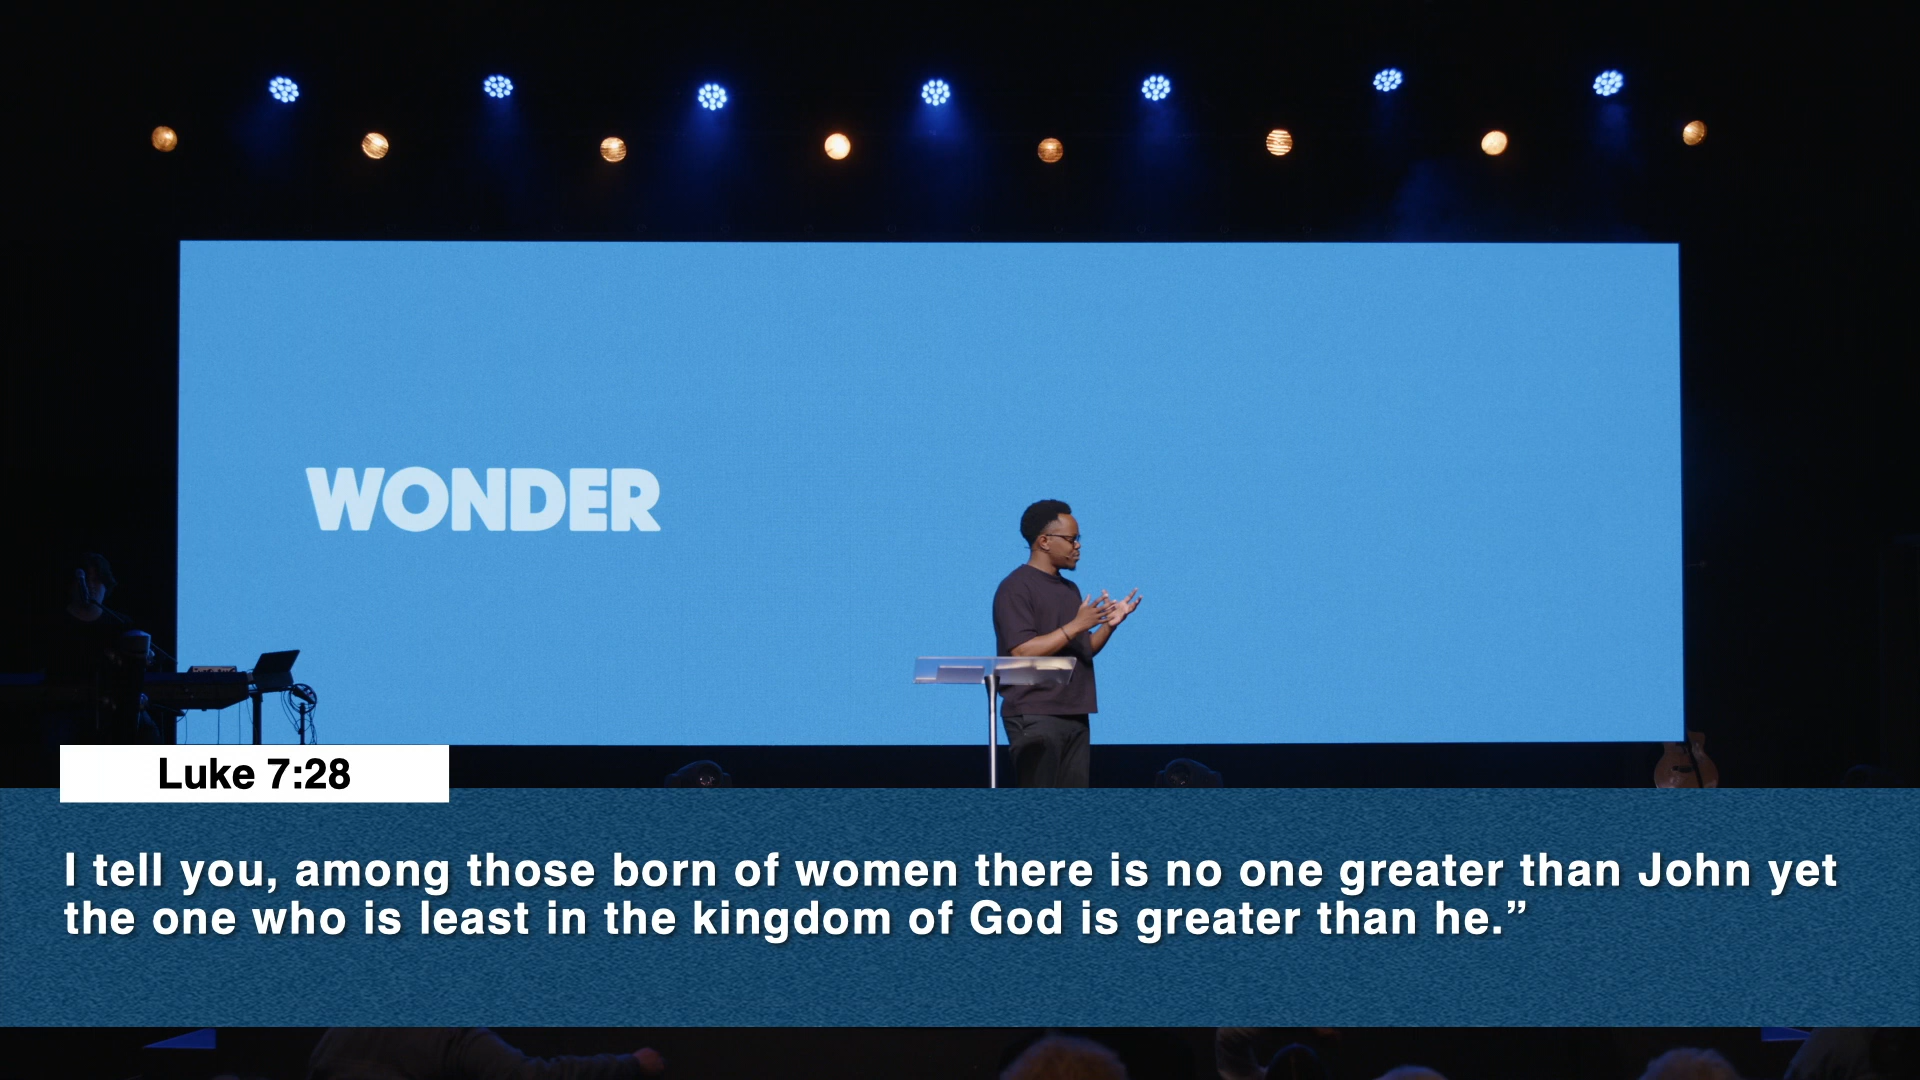 WONDER
Luke 7:28
I tell you, among those born of women there is no one greater than John yet
the one who is least in the kingdom of God is greater than he.”